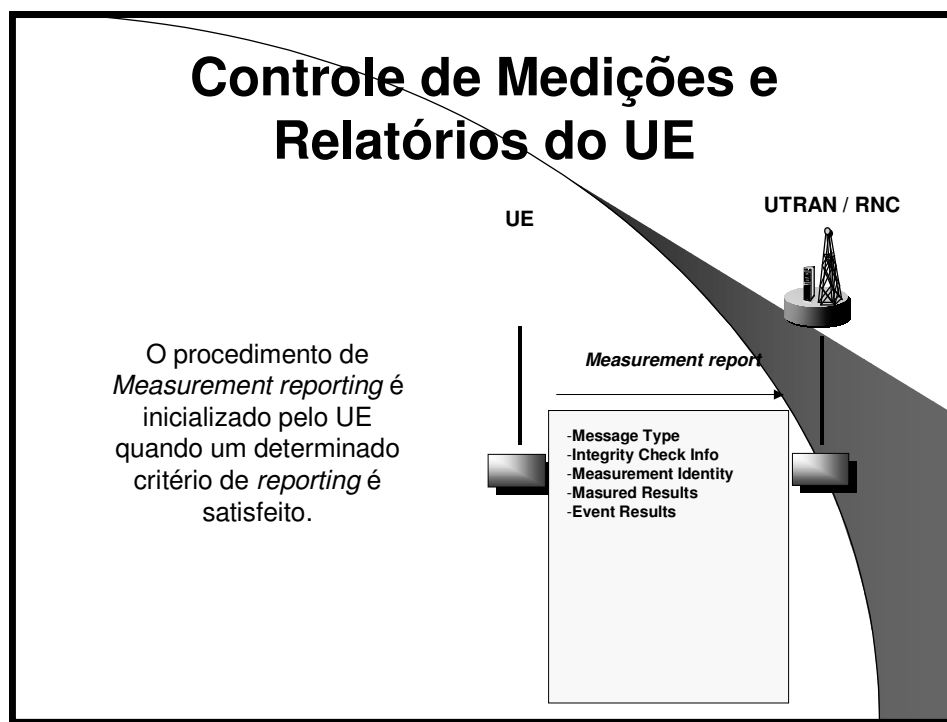 Controle de Medições e
Relatórios do UE
UE
UTRAN / RNC
O procedimento de
Measurement reporting é
inicializado pelo UE
quando um determinado
critério de reporting é
satisfeito.
Measurement report
-Message Type
-Integrity Check Info
-Measurement Identity
-Masured Results
-Event Results